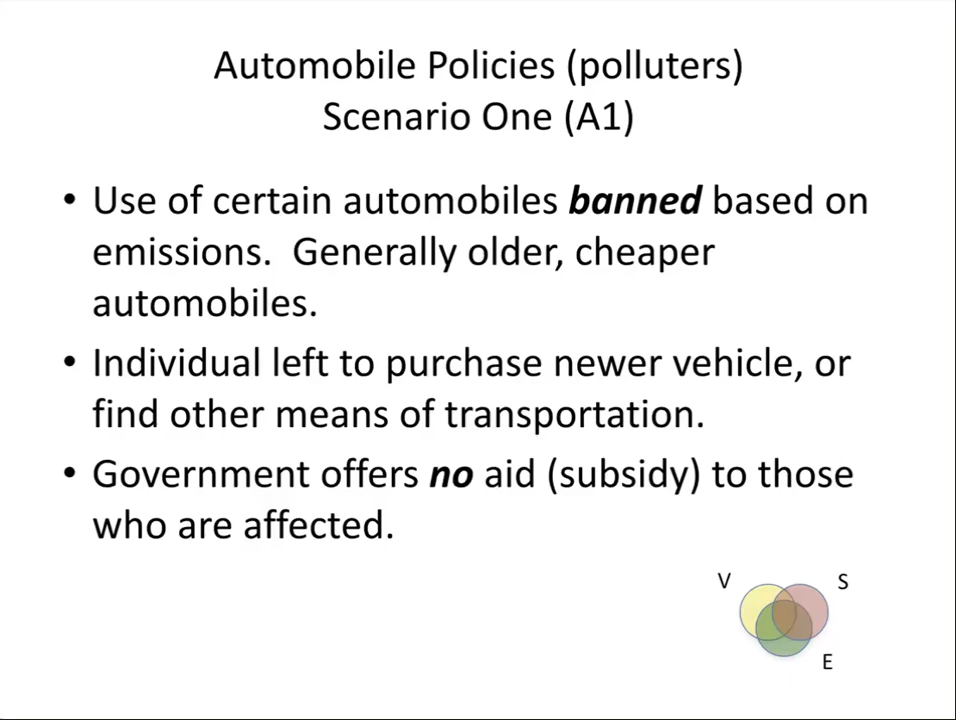 Automobile Policies (polluters)
Scenario One (A1)
• Use of certain automobiles banned based on
emissions.  Generally older, cheaper
automobiles.
• Individual left to purchase newer vehicle, or
find other means of transportation.
• Government offers no aid (subsidy) to those
who are affected.
V S
E